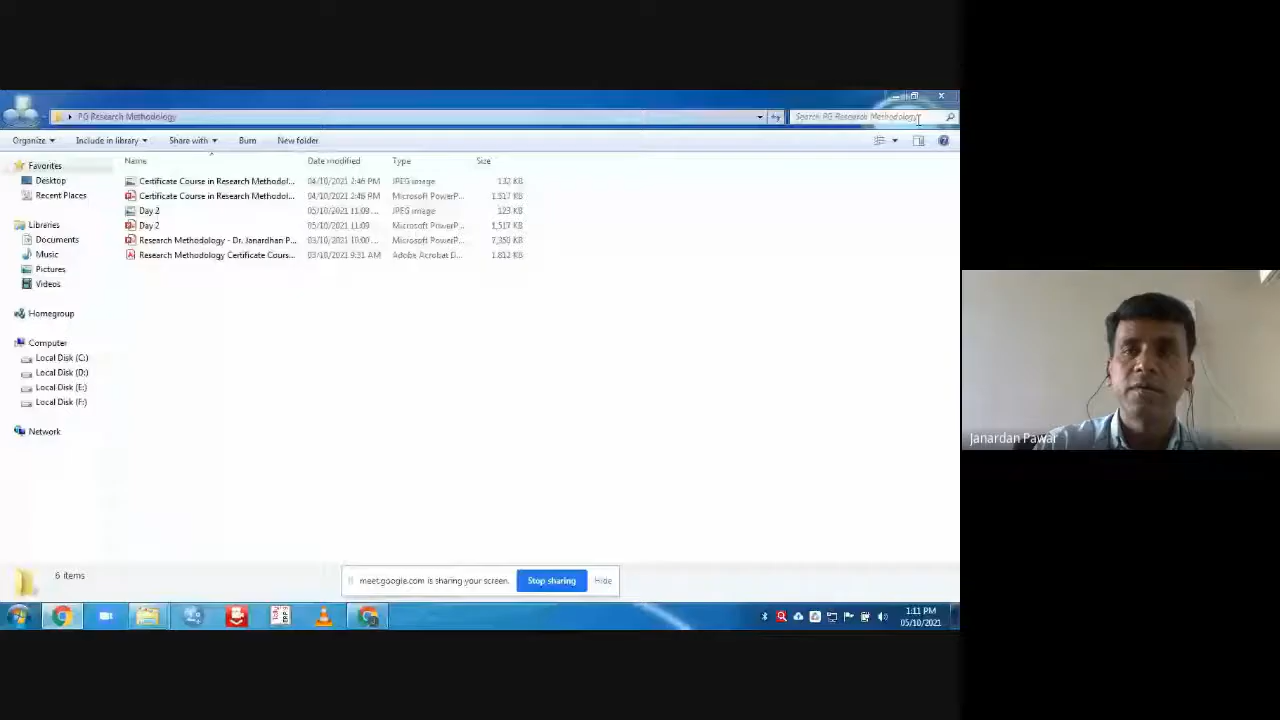 PG Research Methodology
Search PG Research Methodology
Organize Include in library Share with Burn New folder
Name Date modified Type Size
Favorites
Desktop
Recent Places
Libraries
Documents
Music
Pictures
Videos
Homegroup
Computer
Local Disk (C:)
Local Disk (D:)
Local Disk (E:)
Local Disk (F:)
Network
Certificate Course in Research Methodol... 04/10/2021 2:46 PM JPEG image 132 KB
Certificate Course in Research Methodol... 04/10/2021 2:46 PM Microsoft PowerP... 1,517 KB
Day 2 05/10/2021 11:08 ... JPEG image 123 KB
Day 2 05/10/2021 11:09 Microsoft PowerP... 1,517 KB
Research Methodology - Dr. Janardhan P... 03/10/2021 10:00 ... Microsoft PowerP... KB
Research Methodology Certificate Cours... 03/10/2021 9:31 AM Adobe Acrobat D... 1,812 KB
6 items
meet.google.com is sharing your screen. Stop sharing Hide
1:11 PM
05/10/2021
Janardan Pawar